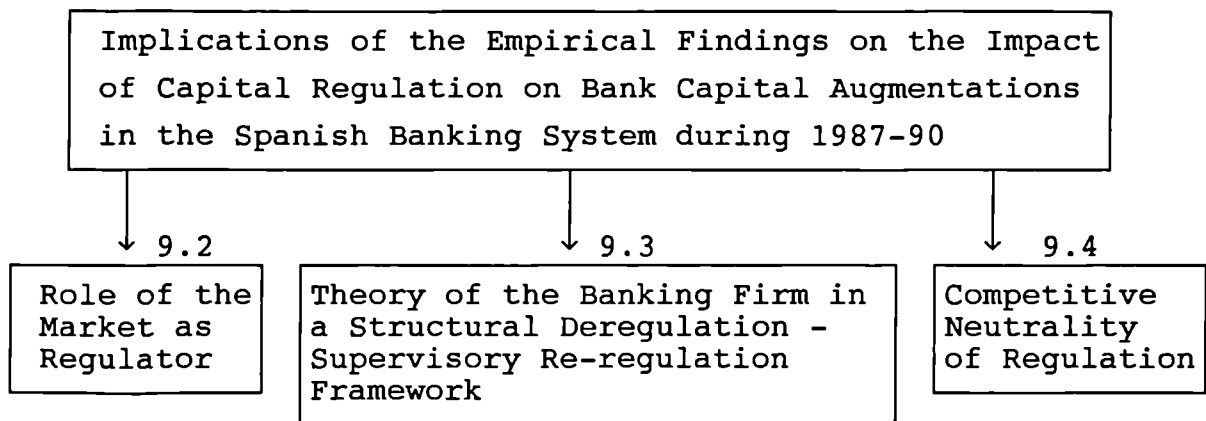 Implications of the Empirical Findings on the Impact
of Capital Regulation on Bank Capital Augmentations
in the Spanish Banking System during 1987-90
9.2
Role of the
Market as
Regulator
9.3
Theory of the Banking Firm in
a Structural Deregulation -
Supervisory Re-regulation
Framework
9.4
Competitive
Neutrality
of Regulation